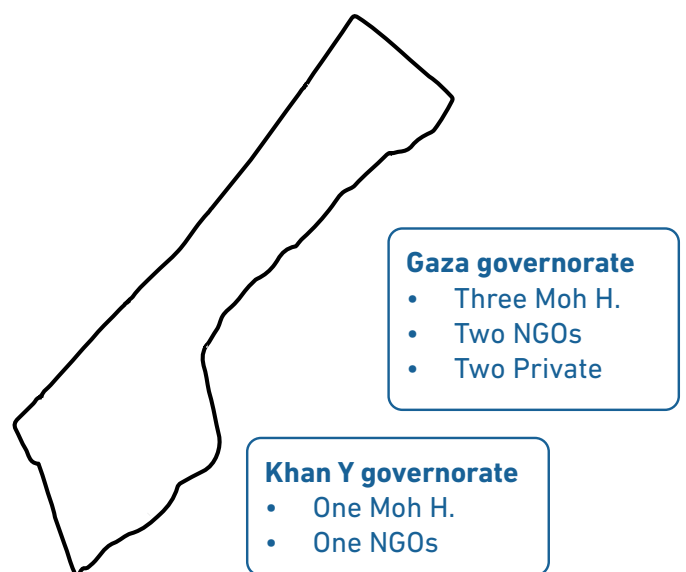 Gaza governorate
• Three Moh H.
• Two NGOs
• Two Private
Khan Y governorate
• One Moh H.
• One NGOs